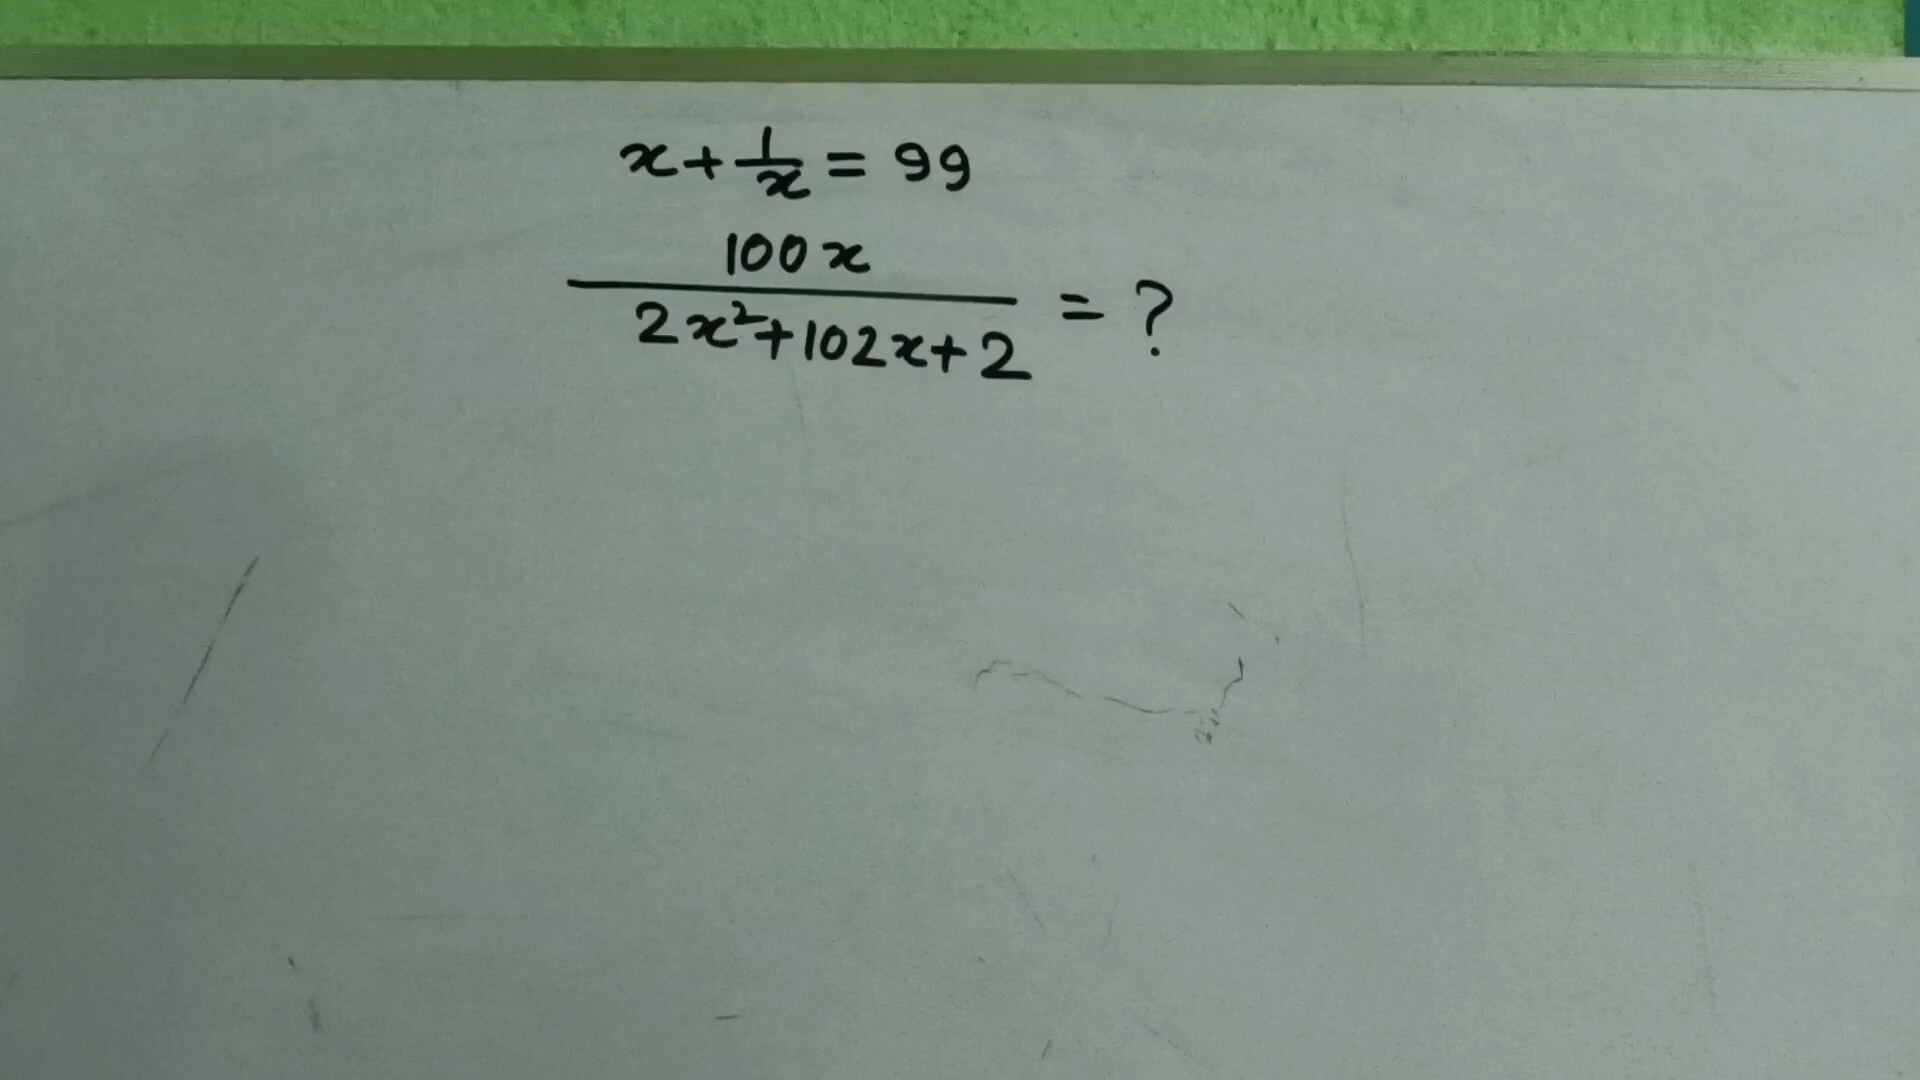 x + 1/x = 99
100x / (2x² + 102x + 2) = ?